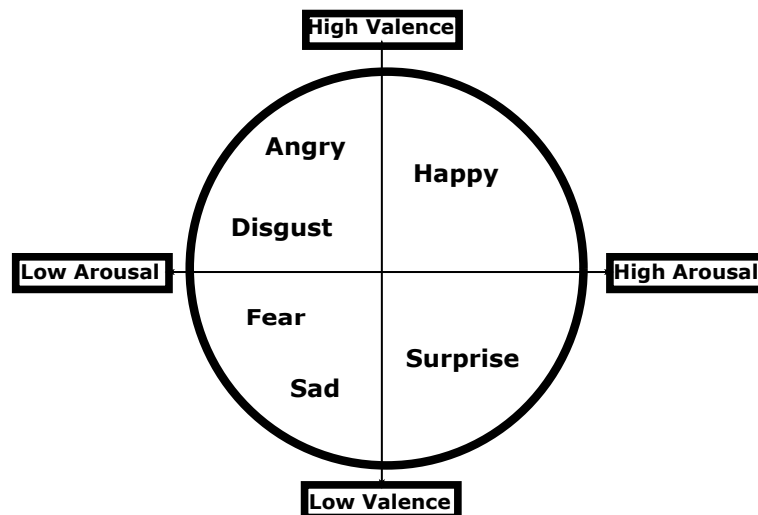 High Valence
Angry
Happy
Disgust
Low Arousal
High Arousal
Fear
Surprise
Sad
Low Valence